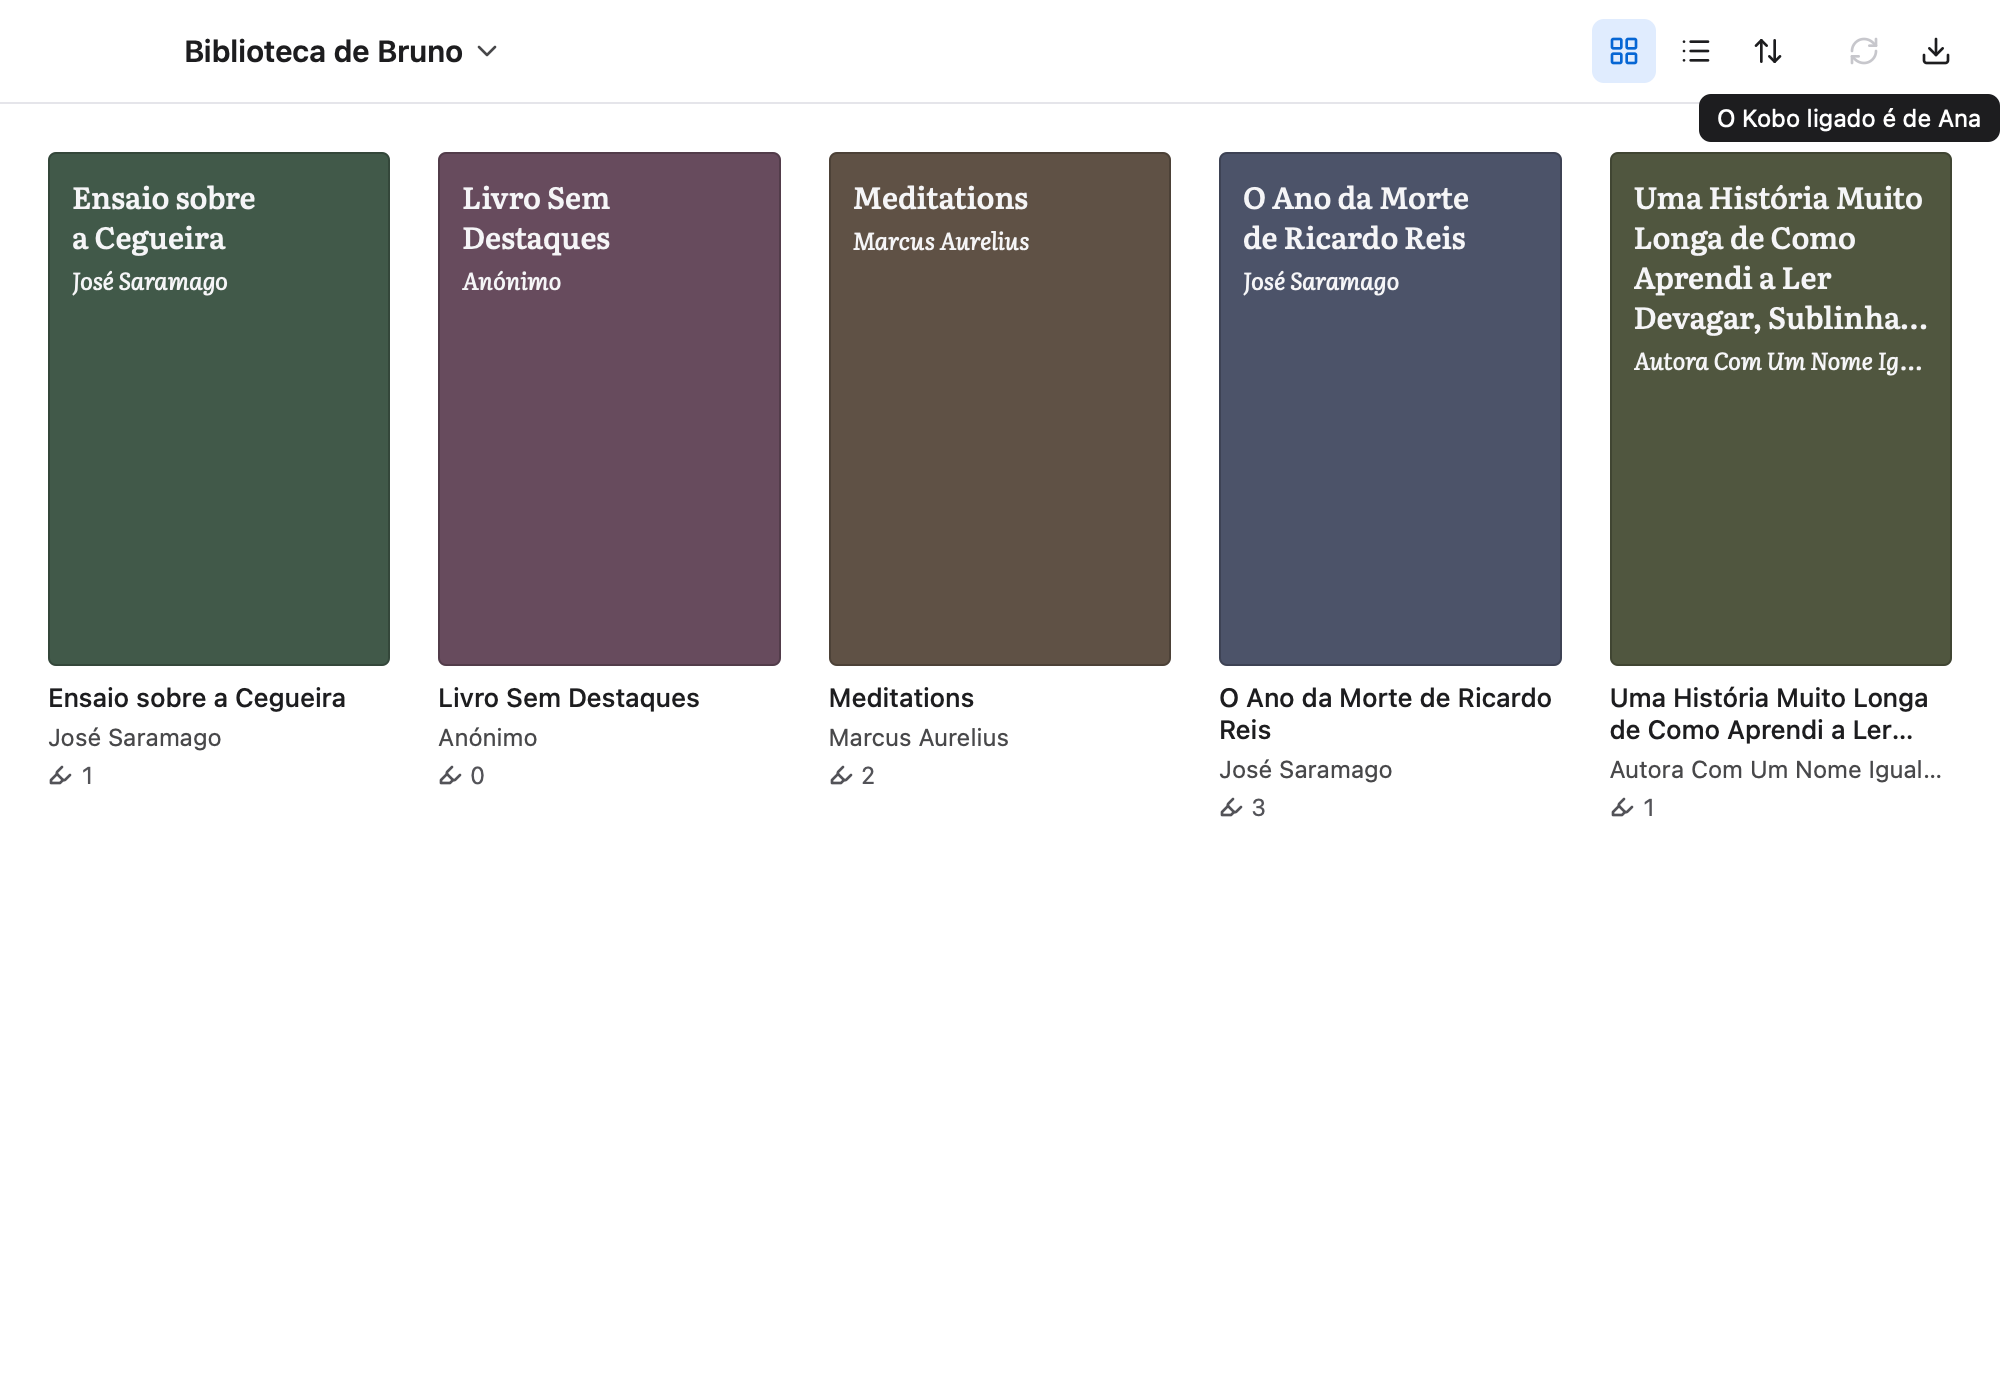 Biblioteca de Bruno
O Kobo ligado é de Ana
Ensaio sobre
a Cegueira
José Saramago
Livro Sem
Destaques
Anónimo
Meditations
Marcus Aurelius
O Ano da Morte
de Ricardo Reis
José Saramago
Uma História Muito
Longa de Como
Aprendi a Ler
Devagar, Sublinha...
Autora Com Um Nome Ig...
Ensaio sobre a Cegueira
José Saramago
1
Livro Sem Destaques
Anónimo
0
Meditations
Marcus Aurelius
2
O Ano da Morte de Ricardo
Reis
José Saramago
3
Uma História Muito Longa
de Como Aprendi a Ler...
Autora Com Um Nome Igual...
1